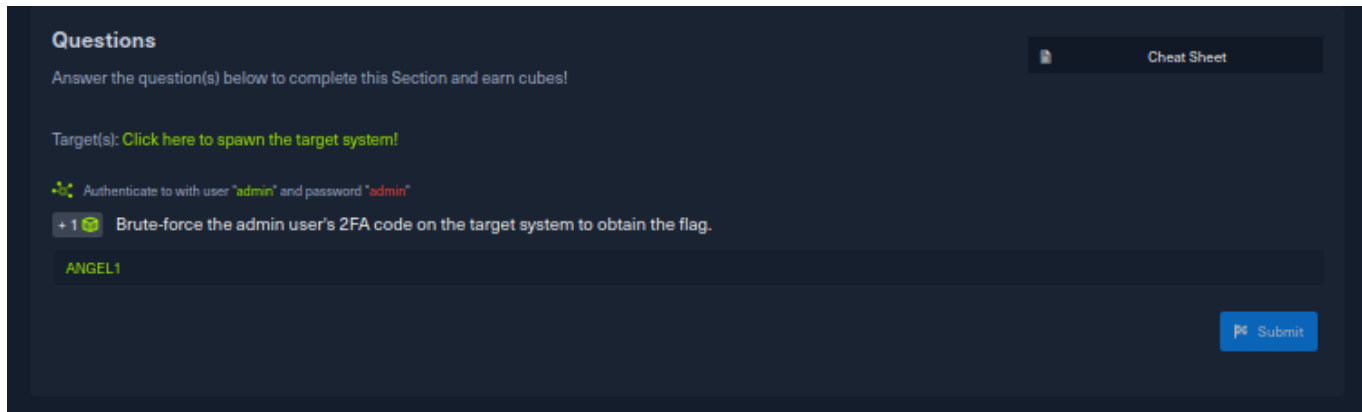 Questions
Cheat Sheet
Answer the question(s) below to complete this Section and earn cubes!
Target(s): Click here to spawn the target system!
Authenticate to with user "admin" and password "admin"
+ 1 Brute-force the admin user's 2FA code on the target system to obtain the flag.
ANGEL1
Submit